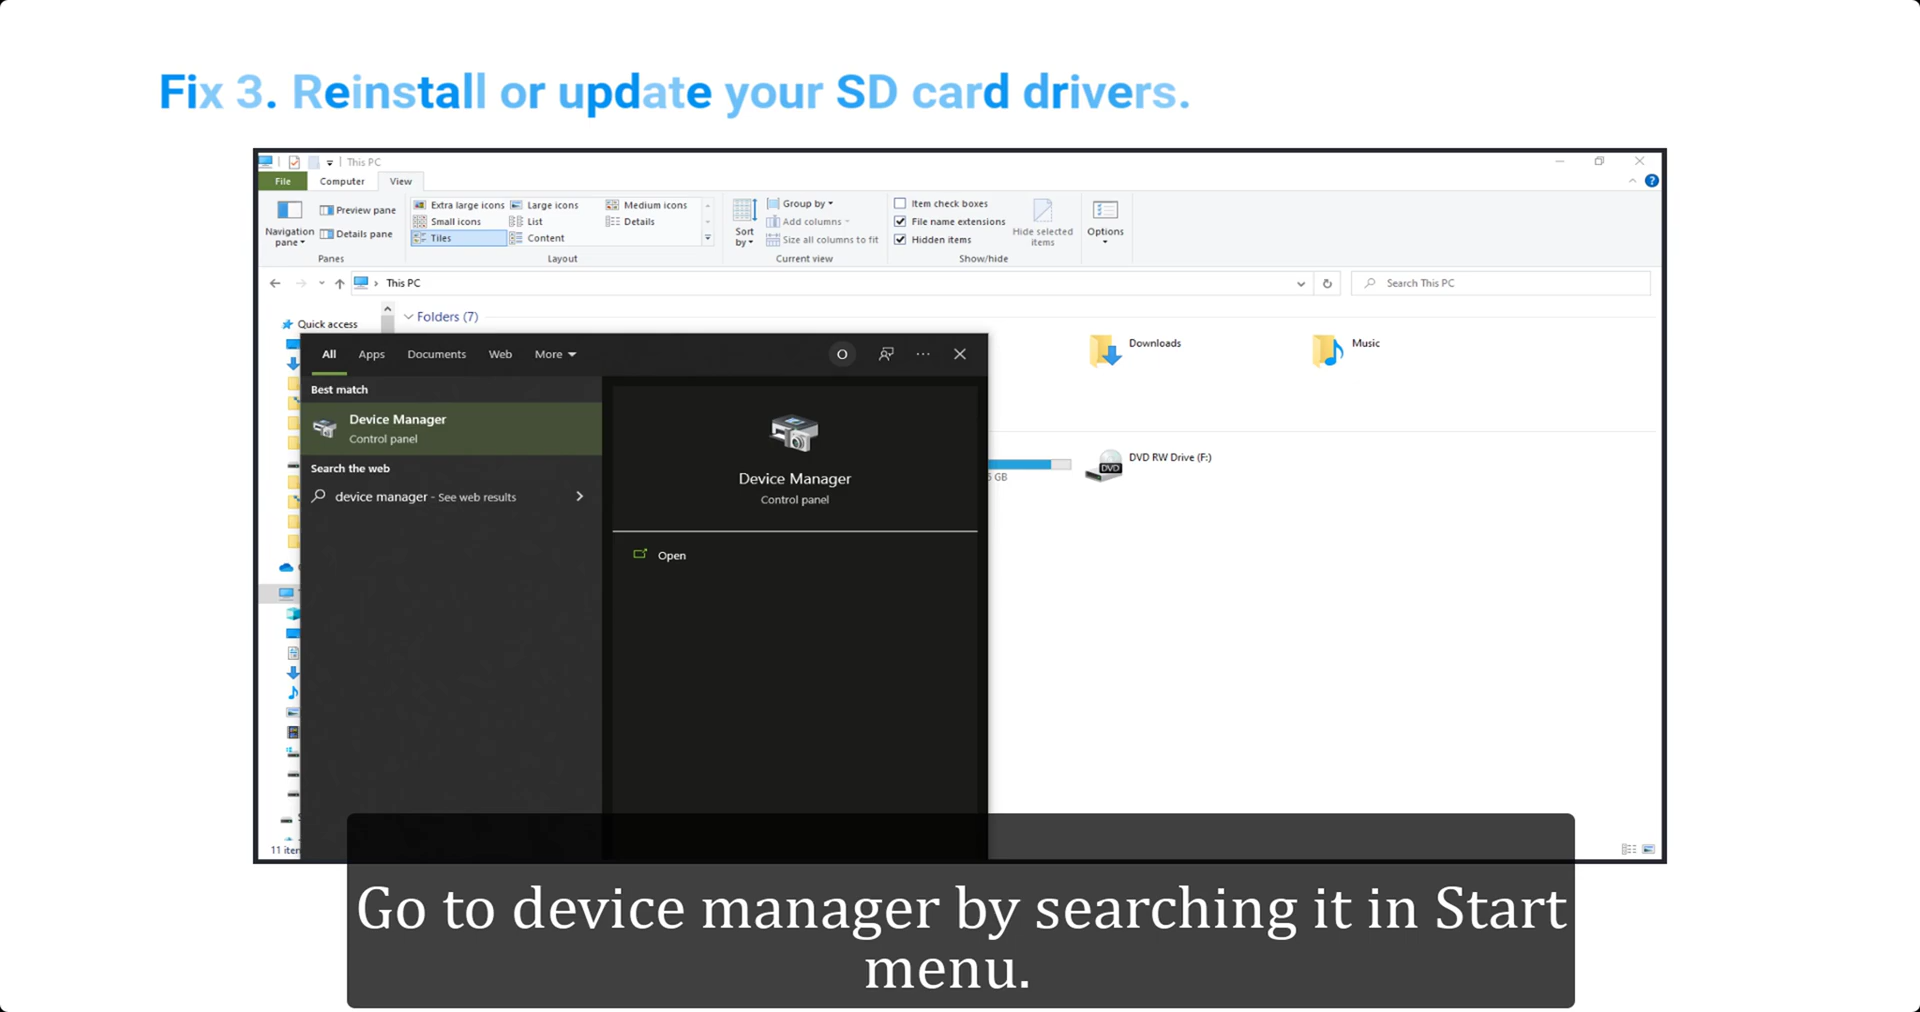 Fix 3. Reinstall or update your SD card drivers.
This PC
File Computer View
Navigation pane
Preview pane
Details pane
Panes
Extra large icons Large icons Medium icons
Small icons List Details
Tiles Content
Layout
Sort by
Group by
Add columns
Size all columns to fit
Current view
Item check boxes
File name extensions
Hidden items
Hide selected items
Show/hide
Options
This PC
Search This PC
Quick access
Folders (7)
Downloads
Music
DVD RW Drive (F:)
DVD
GB
All Apps Documents Web More
O
Best match
Device Manager
Control panel
Search the web
device manager - See web results
Device Manager
Control panel
Open
11
Go to device manager by searching it in Start
menu.